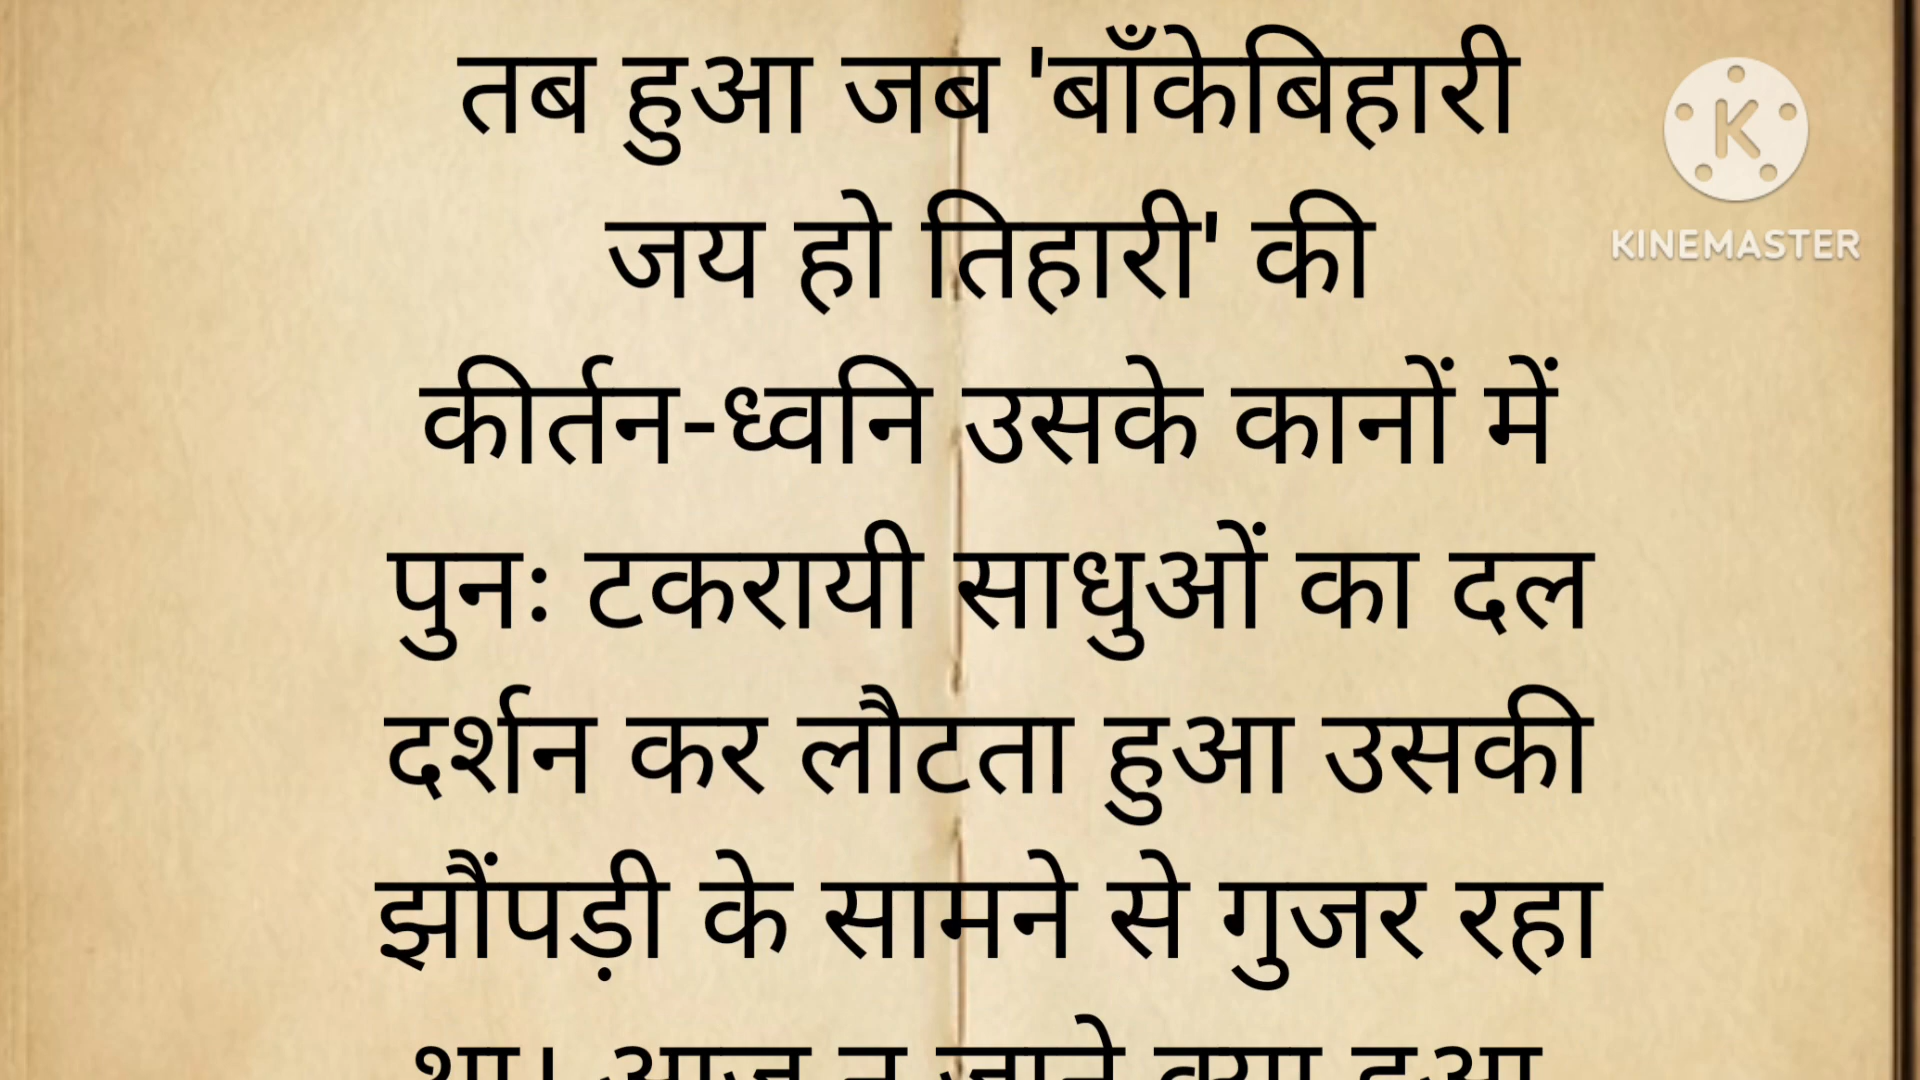 तब हुआ जब 'बाँकेबिहारी
जय हो तिहारी' की
कीर्तन-ध्वनि उसके कानों में
पुनः टकरायी साधुओं का दल
दर्शन कर लौटता हुआ उसकी
झौंपड़ी के सामने से गुजर रहा
था। आज न जाने क्या हुआ
KINEMASTER